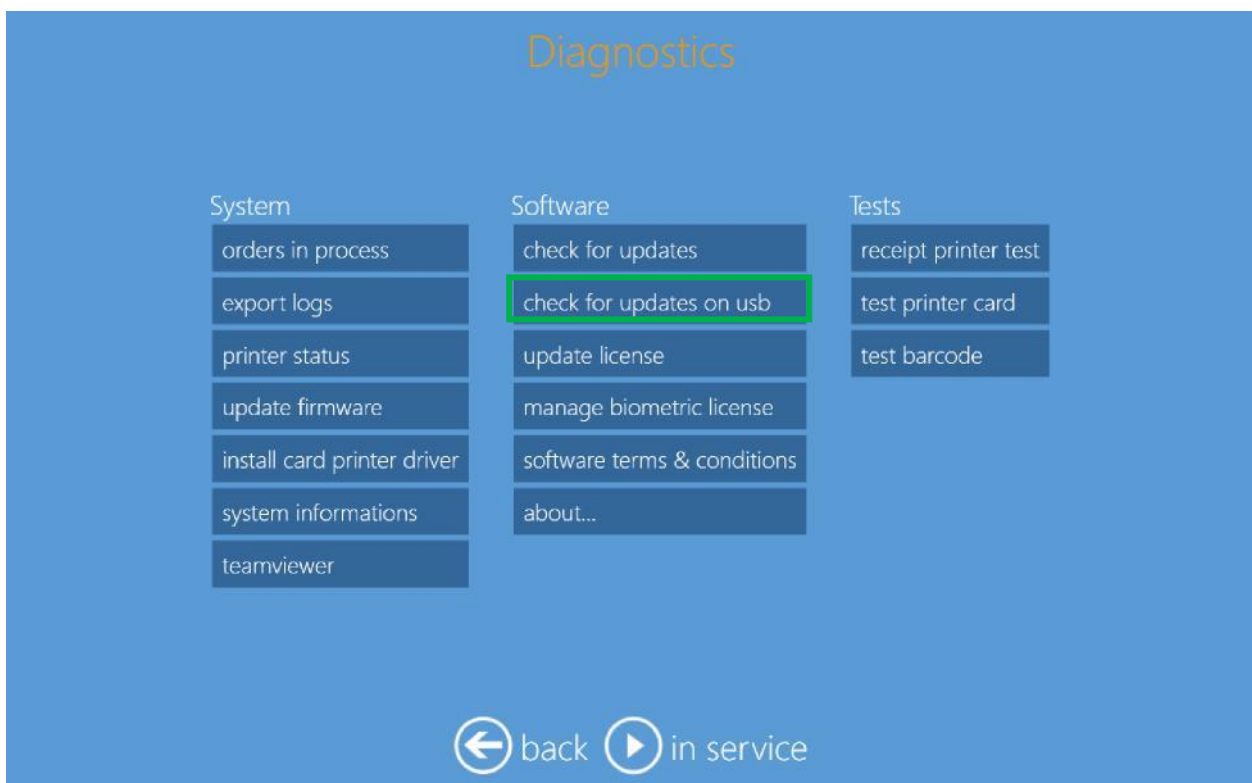 Diagnostics
System
orders in process
export logs
printer status
update firmware
install card printer driver
system informations
teamviewer
Software
check for updates
check for updates on usb
update license
manage biometric license
software terms & conditions
about...
Tests
receipt printer test
test printer card
test barcode
back in service